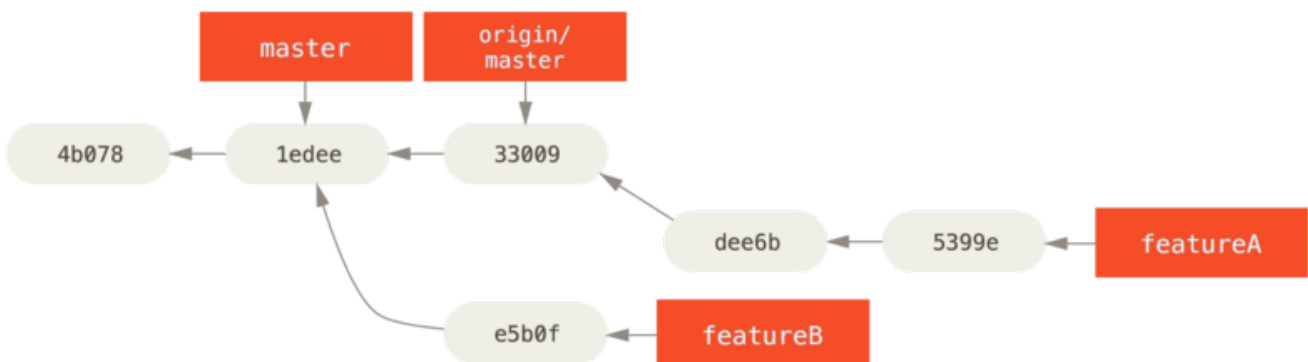 master
origin/
master
4b078
1edee
33009
dee6b
5399e
featureA
e5b0f
featureB